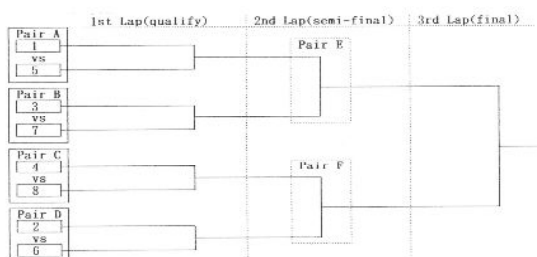 1st Lap(qualify) 2nd Lap(semi-final) 3rd Lap(final)
Pair A
1
vs
5
Pair E
Pair B
3
vs
7
Pair C
4
vs
8
Pair F
Pair D
2
vs
6